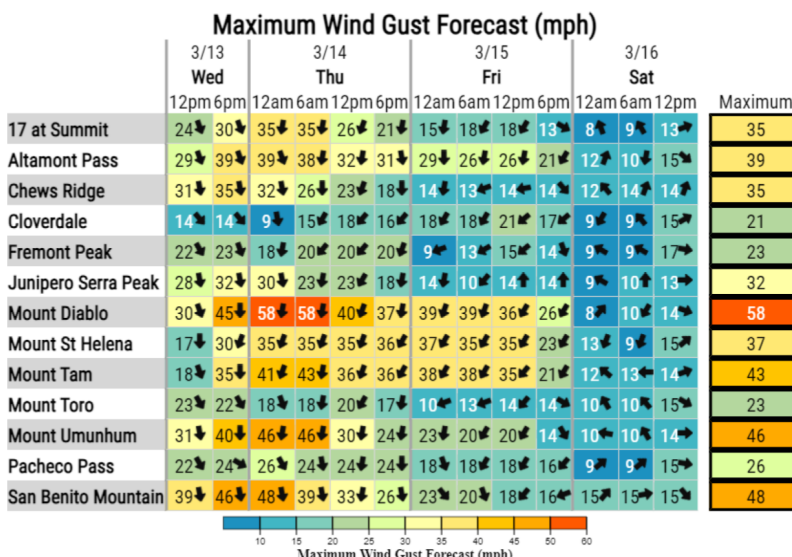 Maximum Wind Gust Forecast (mph)
3/13 3/14 3/15 3/16
Wed Thu Fri Sat
12pm 6pm 12am 6am 12pm 6pm 12am 6am 12pm 6pm 12am 6am 12pm Maximum
17 at Summit 24 30 35 35 26 21 15 18 18 13 8 9 13 35
Altamont Pass 29 39 39 38 32 31 29 26 26 21 12 10 15 39
Chews Ridge 31 35 32 26 23 18 14 13 14 14 12 14 14 35
Cloverdale 14 14 9 15 18 16 18 18 21 17 9 9 15 21
Fremont Peak 22 23 18 20 20 20 9 13 15 14 9 9 17 23
Junipero Serra Peak 28 32 30 23 23 18 14 10 14 14 9 10 13 32
Mount Diablo 30 45 58 58 40 37 39 39 36 26 8 10 14 58
Mount St Helena 17 30 35 35 35 36 37 35 35 23 13 9 15 37
Mount Tam 18 35 41 43 36 36 38 38 35 21 12 13 14 43
Mount Toro 23 22 18 18 20 17 10 13 14 14 10 10 15 23
Mount Umunhum 31 40 46 46 30 24 23 20 20 14 10 10 14 46
Pacheco Pass 22 24 26 24 24 24 18 18 18 16 9 9 15 26
San Benito Mountain 39 46 48 39 33 26 23 20 18 16 15 15 15 48
10 15 20 25 30 35 40 45 50 60
Maximum Wind Gust Forecast (mph)